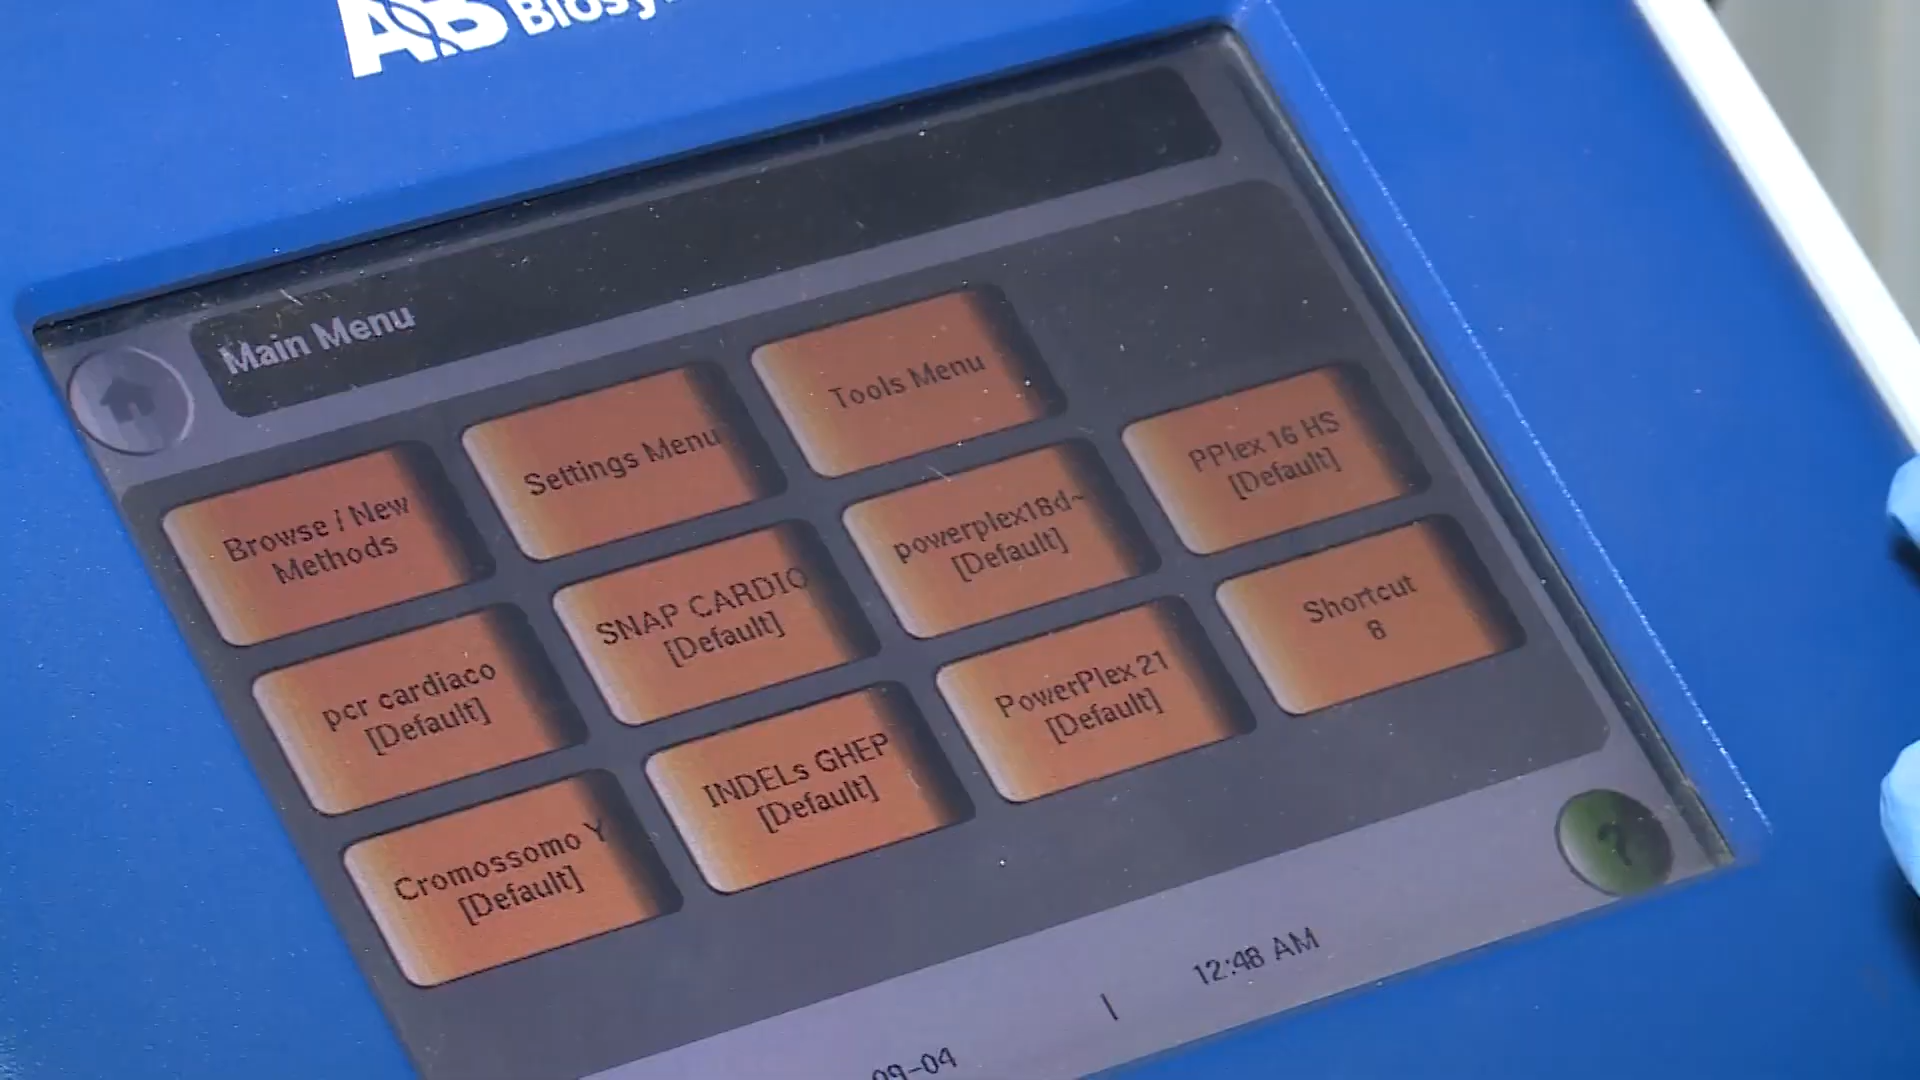 AB
Main Menu
Browse / New
Methods
Settings Menu
Tools Menu
pcr cardiaco
[Default]
SNAP CARDIO
[Default]
powerplex18d~
[Default]
PPlex 16 HS
[Default]
Cromossomo Y
[Default]
INDELs GHEP
[Default]
PowerPlex 21
[Default]
Shortcut
8
?
09-04 | 12:48 AM